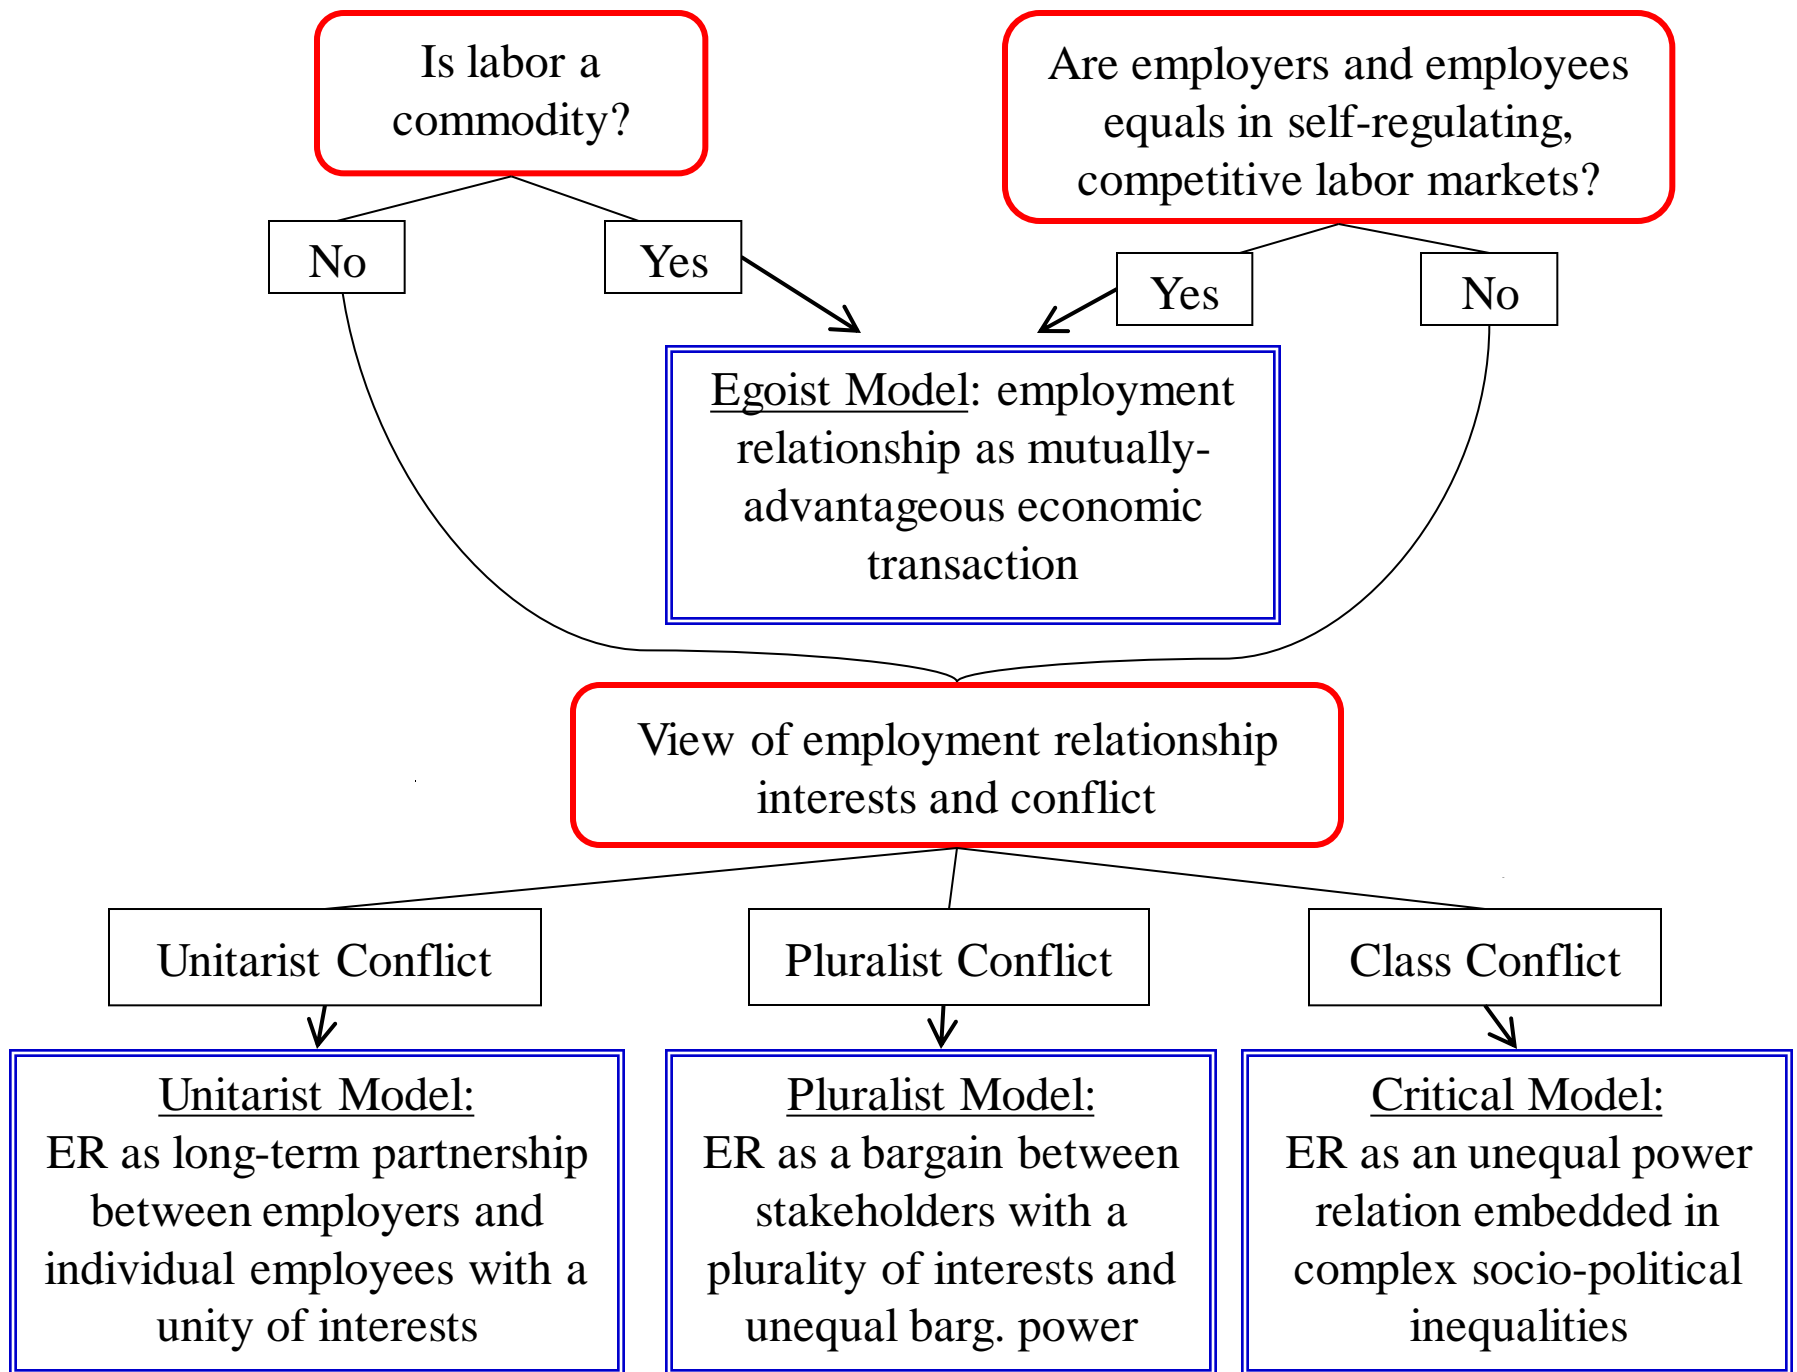 Is labor a
commodity?
Are employers and employees
equals in self-regulating,
competitive labor markets?
No
Yes
Yes
No
Egoist Model: employment
relationship as mutually-
advantageous economic
transaction
View of employment relationship
interests and conflict
Unitarist Conflict
Pluralist Conflict
Class Conflict
Unitarist Model:
ER as long-term partnership
between employers and
individual employees with a
unity of interests
Pluralist Model:
ER as a bargain between
stakeholders with a
plurality of interests and
unequal barg. power
Critical Model:
ER as an unequal power
relation embedded in
complex socio-political
inequalities